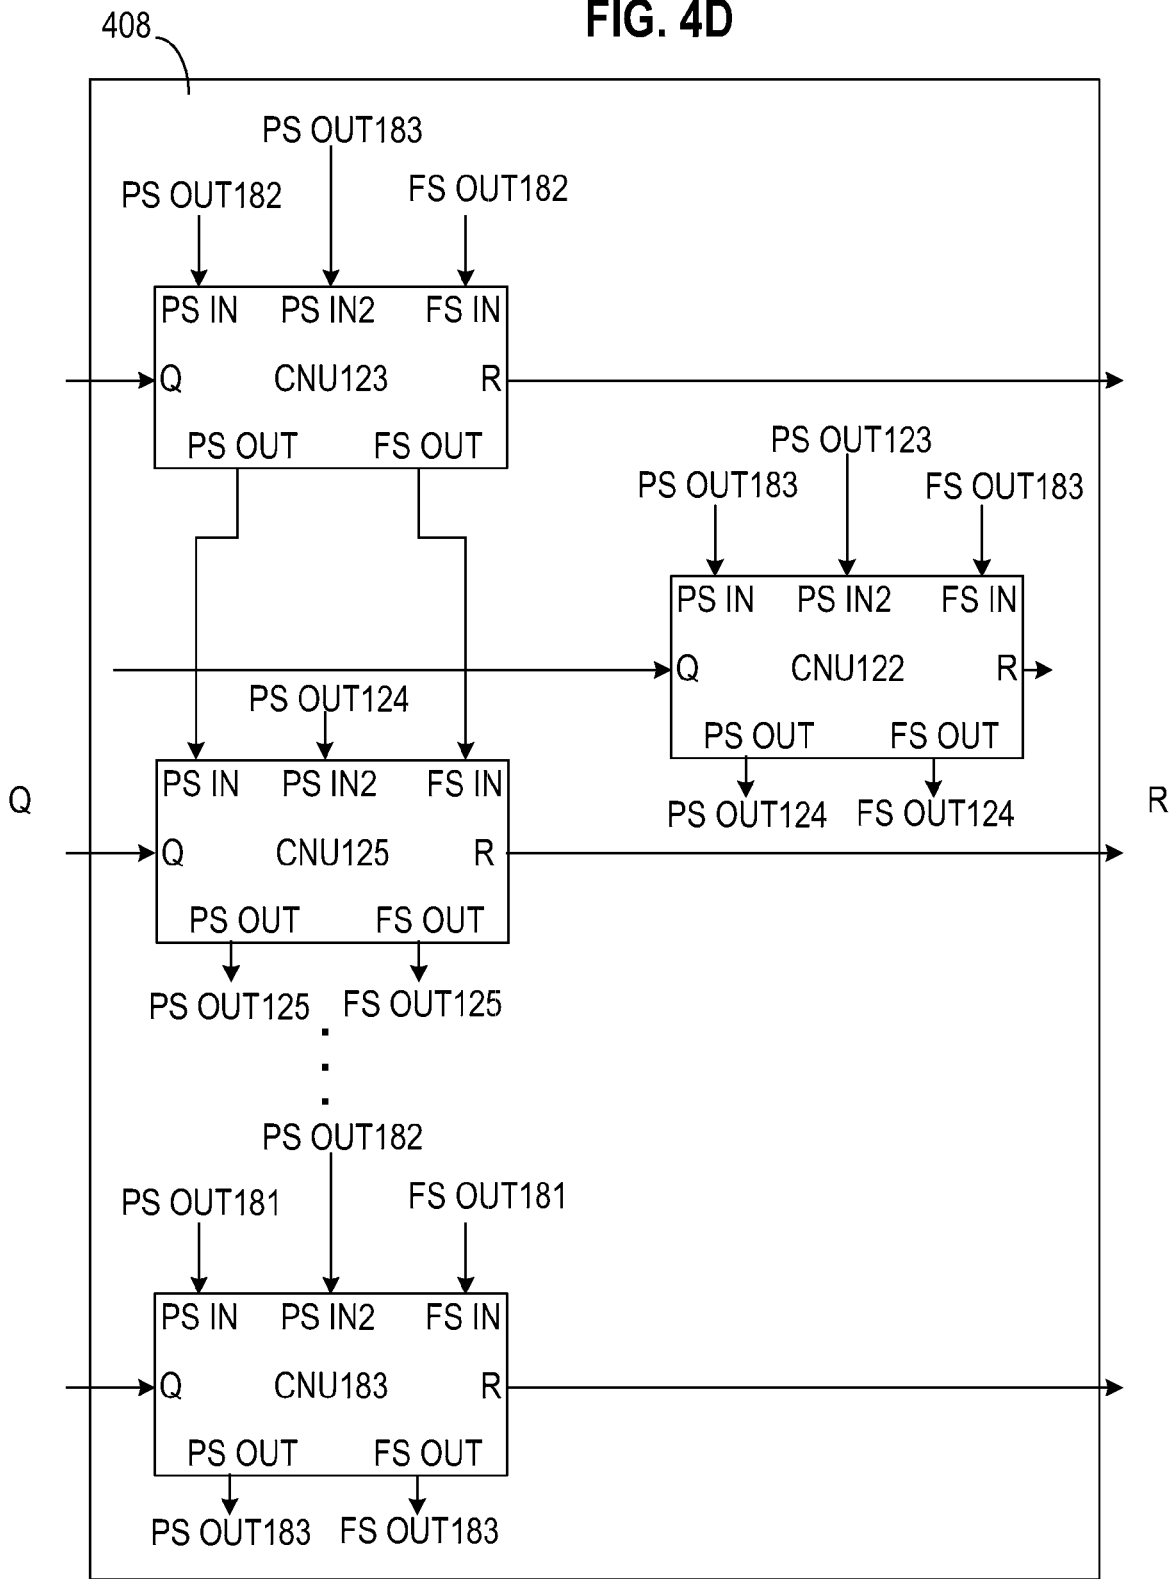 FIG. 4D
408
PS OUT183
PS OUT182
FS OUT182
PS IN PS IN2 FS IN
Q CNU123 R
PS OUT FS OUT
PS OUT123
PS OUT183
FS OUT183
PS IN PS IN2 FS IN
Q CNU122 R
PS OUT FS OUT
PS OUT124 FS OUT124
PS OUT124
PS IN PS IN2 FS IN
Q CNU125 R
PS OUT FS OUT
PS OUT125 FS OUT125
Q
R
PS OUT182
PS OUT181
FS OUT181
PS IN PS IN2 FS IN
Q CNU183 R
PS OUT FS OUT
PS OUT183 FS OUT183